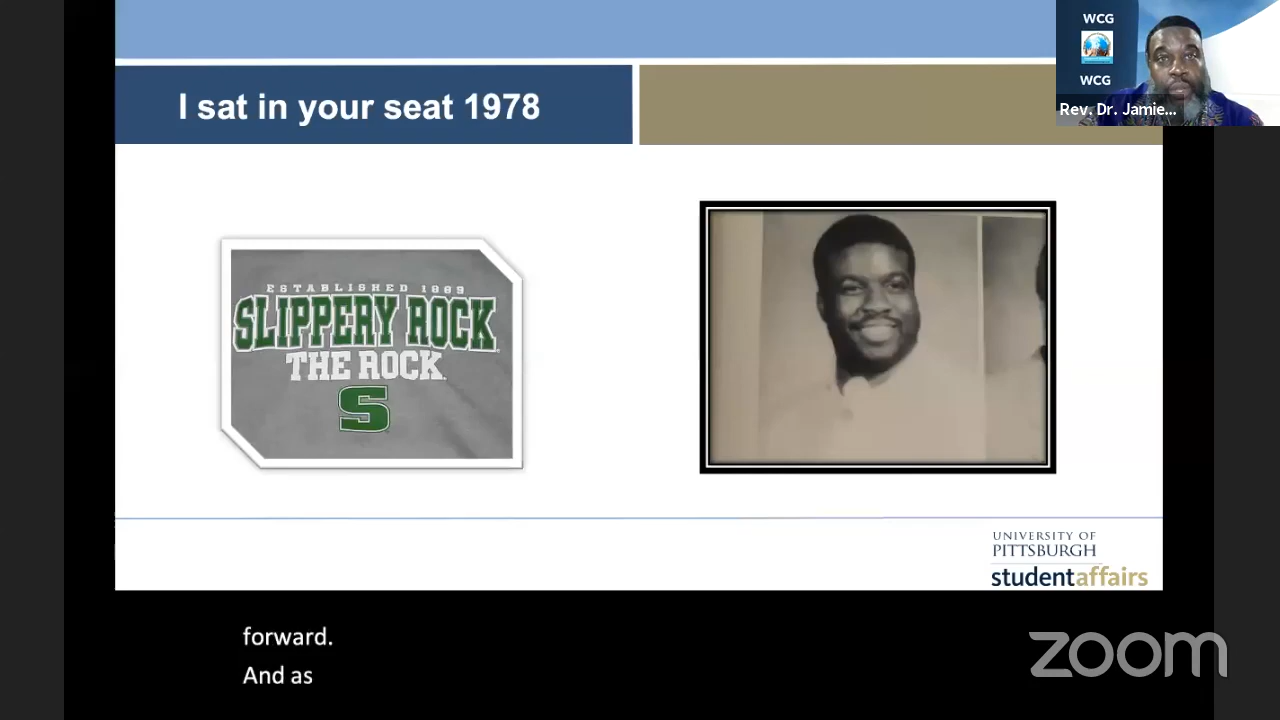 WCG
WCG
Rev. Dr. Jamie...
I sat in your seat 1978
ESTABLISHED 1889
SLIPPERY ROCK
THE ROCK.
S
UNIVERSITY OF
PITTSBURGH
studentaffairs
forward.
And as
zoom